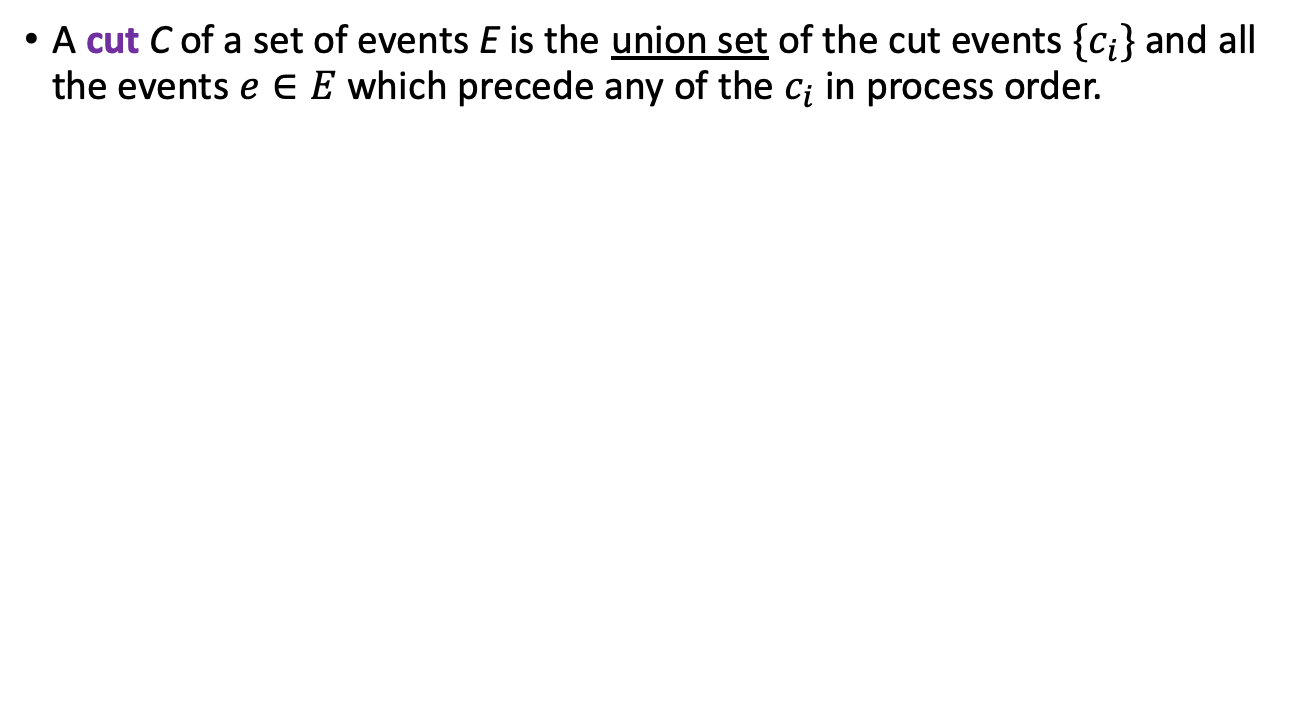 • A cut C of a set of events E is the union set of the cut events {cᵢ} and all
the events e ∈ E which precede any of the cᵢ in process order.